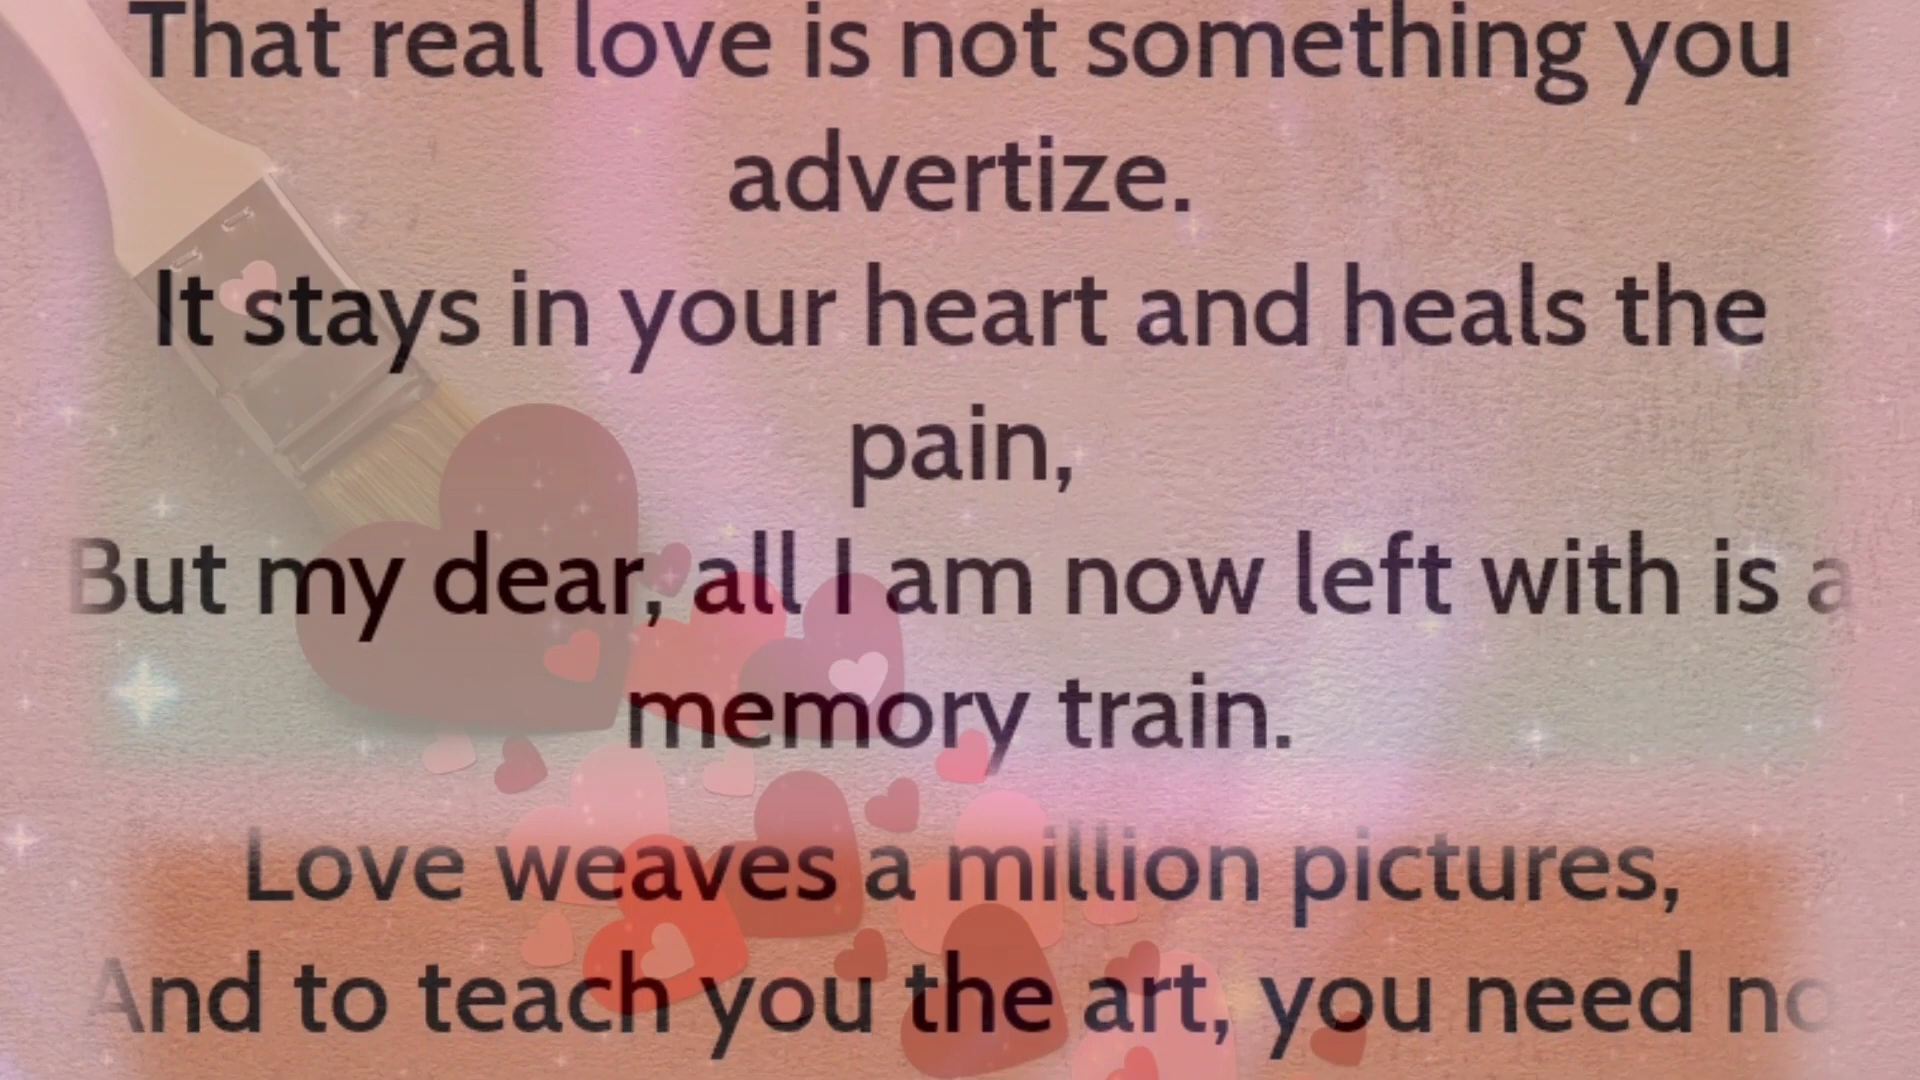 That real love is not something you
advertize.
It stays in your heart and heals the
pain,
But my dear, all I am now left with is a
memory train.
Love weaves a million pictures,
And to teach you the art, you need no